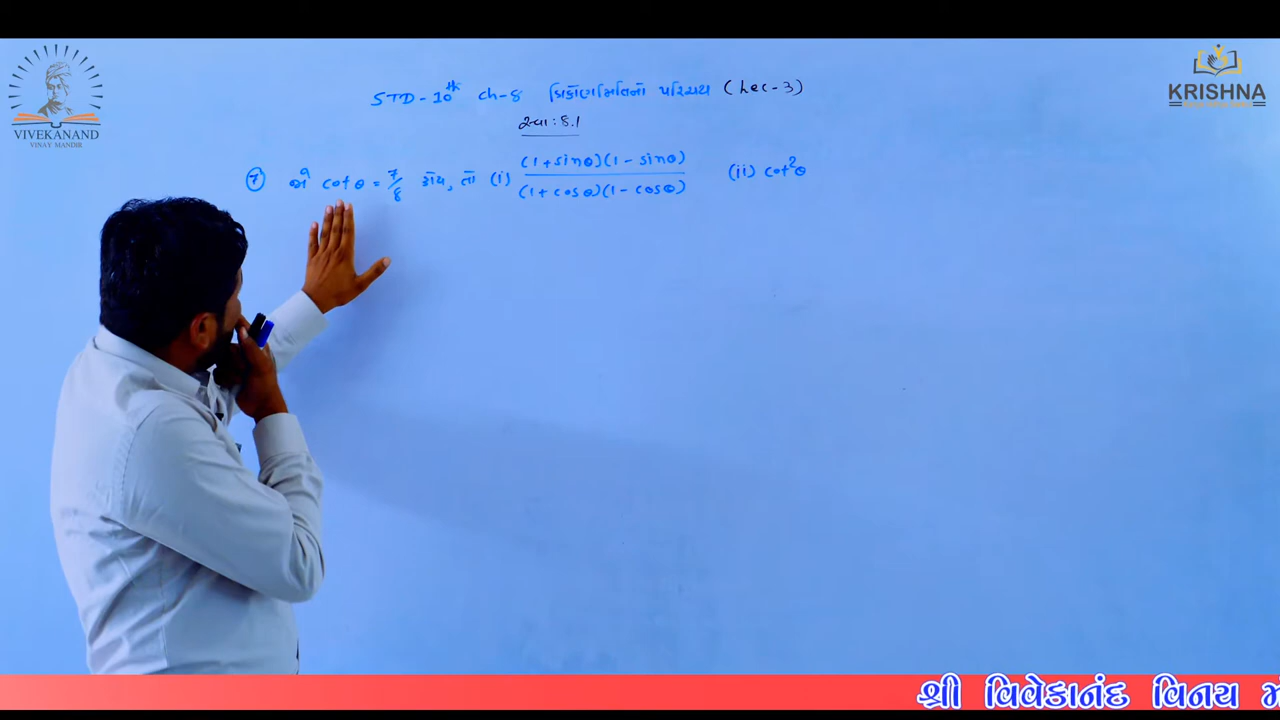 VIVEKANAND
VINAY MANDIR
KRISHNA
STD-10th Ch-8 ત્રિકોણમિતિનો પરિચય (Lec-3)
સ્વા : 8.1
7 જો cot θ = 7/8 હોય, તો (i) (1+sinθ)(1-sinθ) / (1+cosθ)(1-cosθ) (ii) cot²θ
શ્રી વિવેકાનંદ વિનય